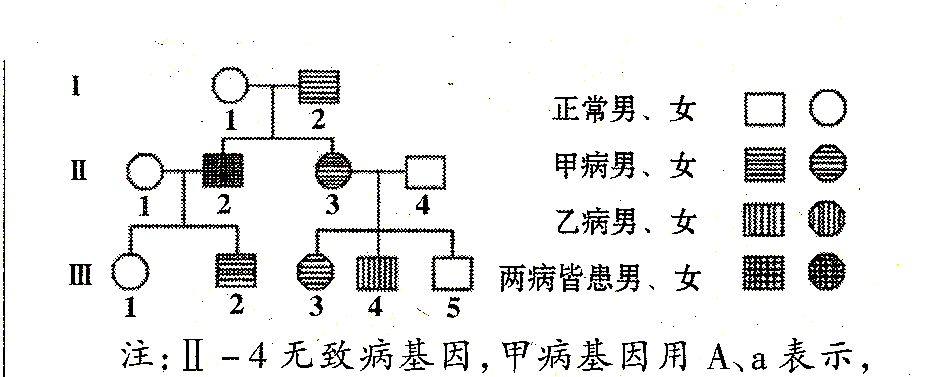 Ⅰ
1 2
正常男、女
甲病男、女
Ⅱ
1 2 3 4
乙病男、女
Ⅲ
1 2 3 4 5
两病皆患男、女
注：Ⅱ-4无致病基因，甲病基因用A、a表示，